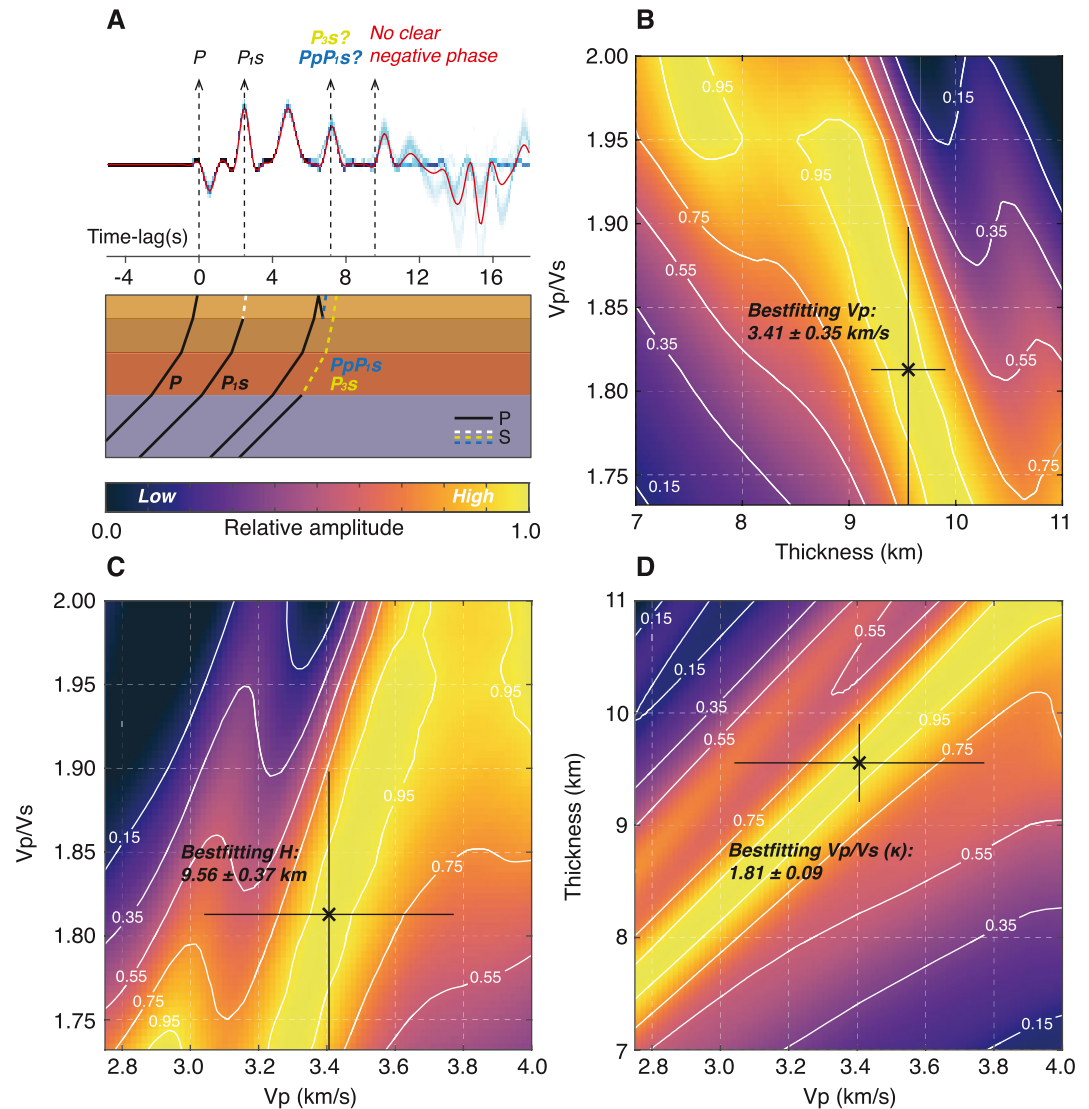 A
P
P₁s
P₃s?
PpP₁s?
No clear
negative phase
Time-lag(s)
-4 0 4 8 12 16
P
P₁s
PpP₁s
P₃s
P
S
Low High
0.0 Relative amplitude 1.0
B
2.00
1.95
1.90
1.85
1.80
1.75
Vp/Vs
0.95
0.15
0.95
0.75
0.35
0.55
Bestfitting Vp:
3.41 ± 0.35 km/s
0.35
0.55
0.75
0.15
7 8 9 10 11
Thickness (km)
C
2.00
1.95
1.90
1.85
1.80
1.75
Vp/Vs
0.95
0.95
0.15
Bestfitting H:
9.56 ± 0.37 km
0.75
0.35
0.55
0.55
0.75
0.95
2.8 3.0 3.2 3.4 3.6 3.8 4.0
Vp (km/s)
D
11
10
9
8
7
Thickness (km)
0.15
0.55
0.15
0.35
0.95
0.55
0.75
0.75
Bestfitting Vp/Vs (κ):
1.81 ± 0.09
0.55
0.35
0.15
2.8 3.0 3.2 3.4 3.6 3.8 4.0
Vp (km/s)